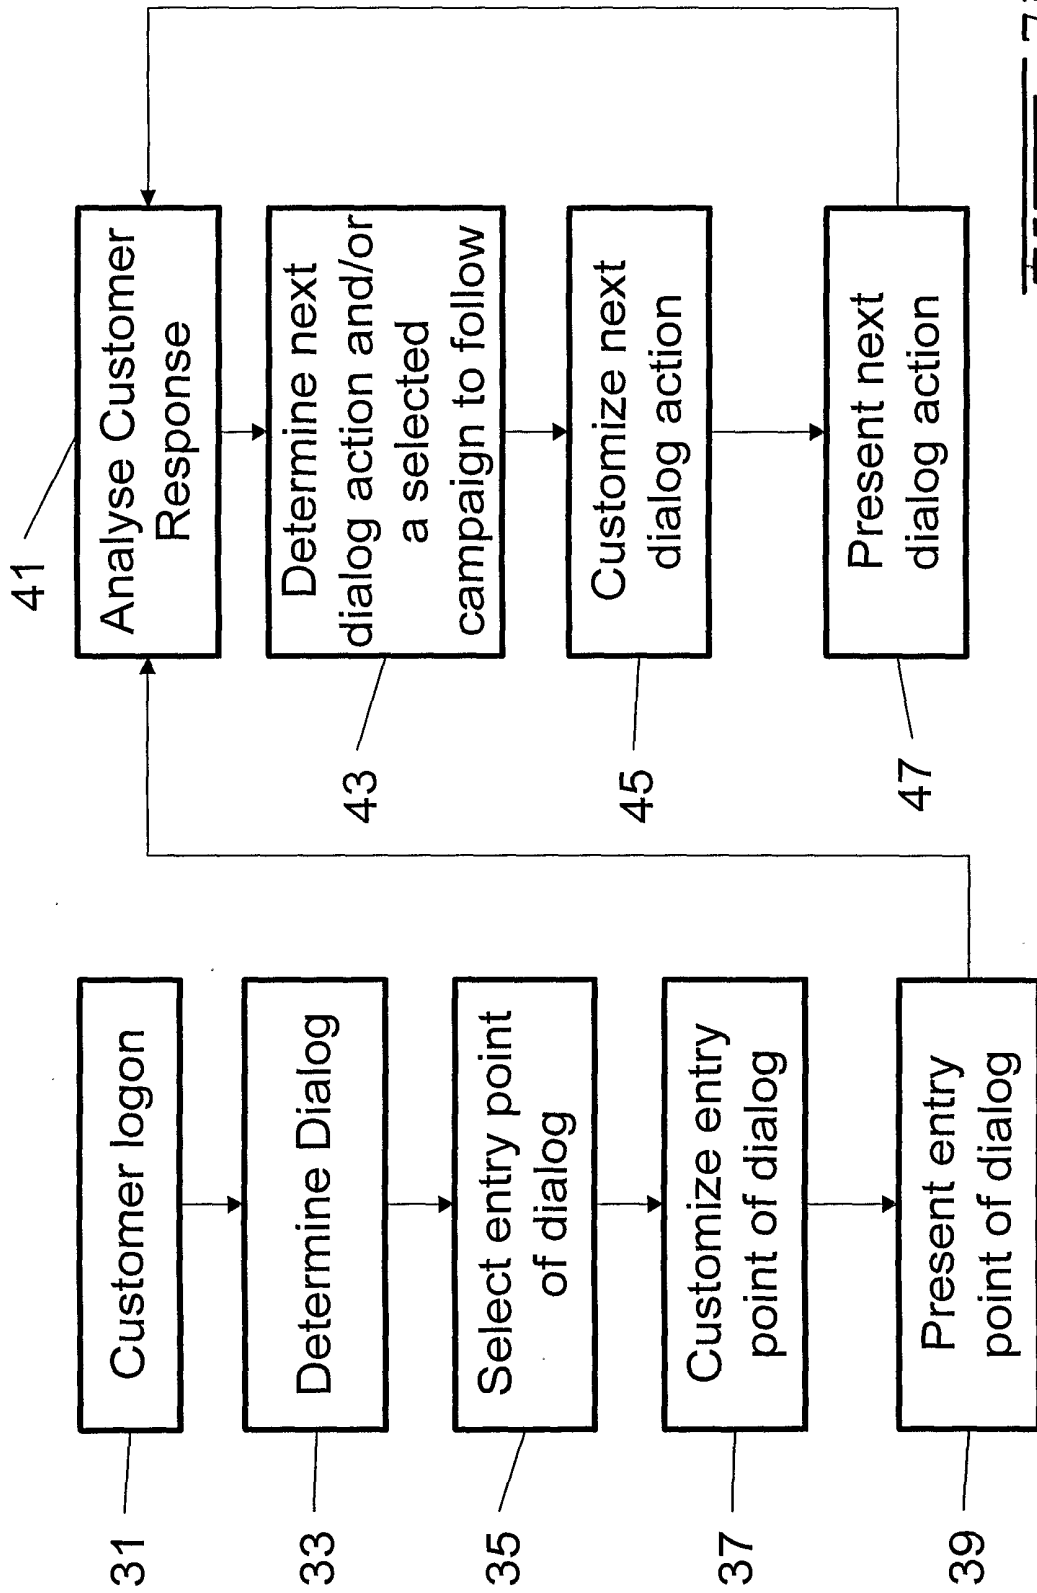 31
Customer logon
33
Determine Dialog
35
Select entry point
of dialog
37
Customize entry
point of dialog
39
Present entry
point of dialog
41
Analyse Customer
Response
43
Determine next
dialog action and/or
a selected
campaign to follow
45
Customize next
dialog action
47
Present next
dialog action